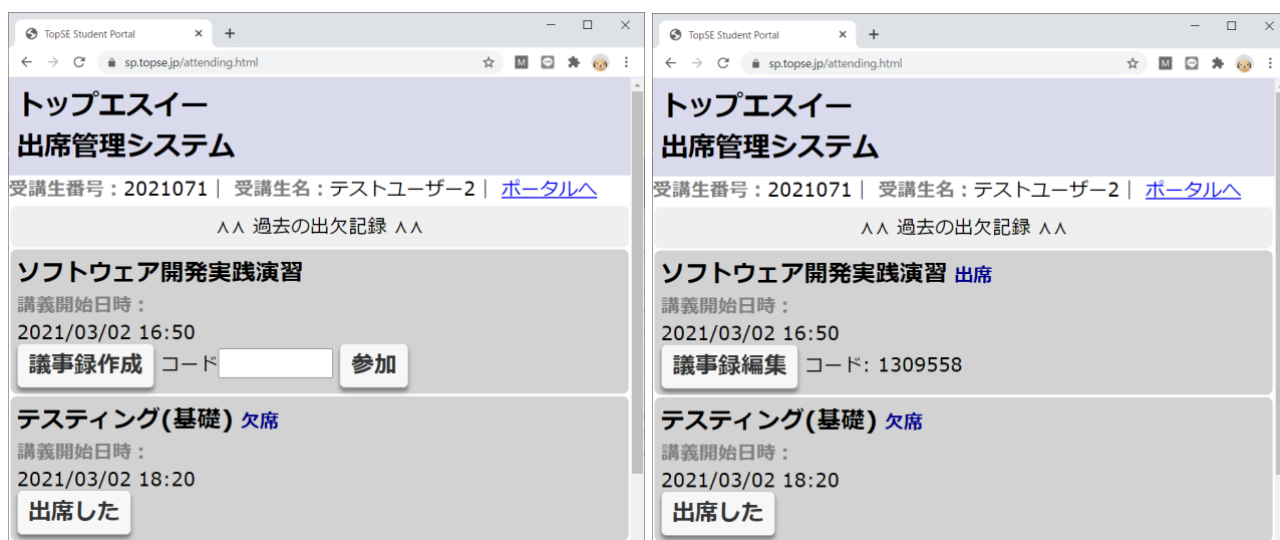 TopSE Student Portal
sp.topse.jp/attending.html
トップエスイー
出席管理システム
受講生番号：2021071｜ 受講生名：テストユーザー2｜ ポータルへ
∧∧ 過去の出欠記録 ∧∧
ソフトウェア開発実践演習
講義開始日時：
2021/03/02 16:50
議事録作成 コード 参加
テスティング(基礎) 欠席
講義開始日時：
2021/03/02 18:20
出席した
TopSE Student Portal
sp.topse.jp/attending.html
トップエスイー
出席管理システム
受講生番号：2021071｜ 受講生名：テストユーザー2｜ ポータルへ
∧∧ 過去の出欠記録 ∧∧
ソフトウェア開発実践演習 出席
講義開始日時：
2021/03/02 16:50
議事録編集 コード: 1309558
テスティング(基礎) 欠席
講義開始日時：
2021/03/02 18:20
出席した